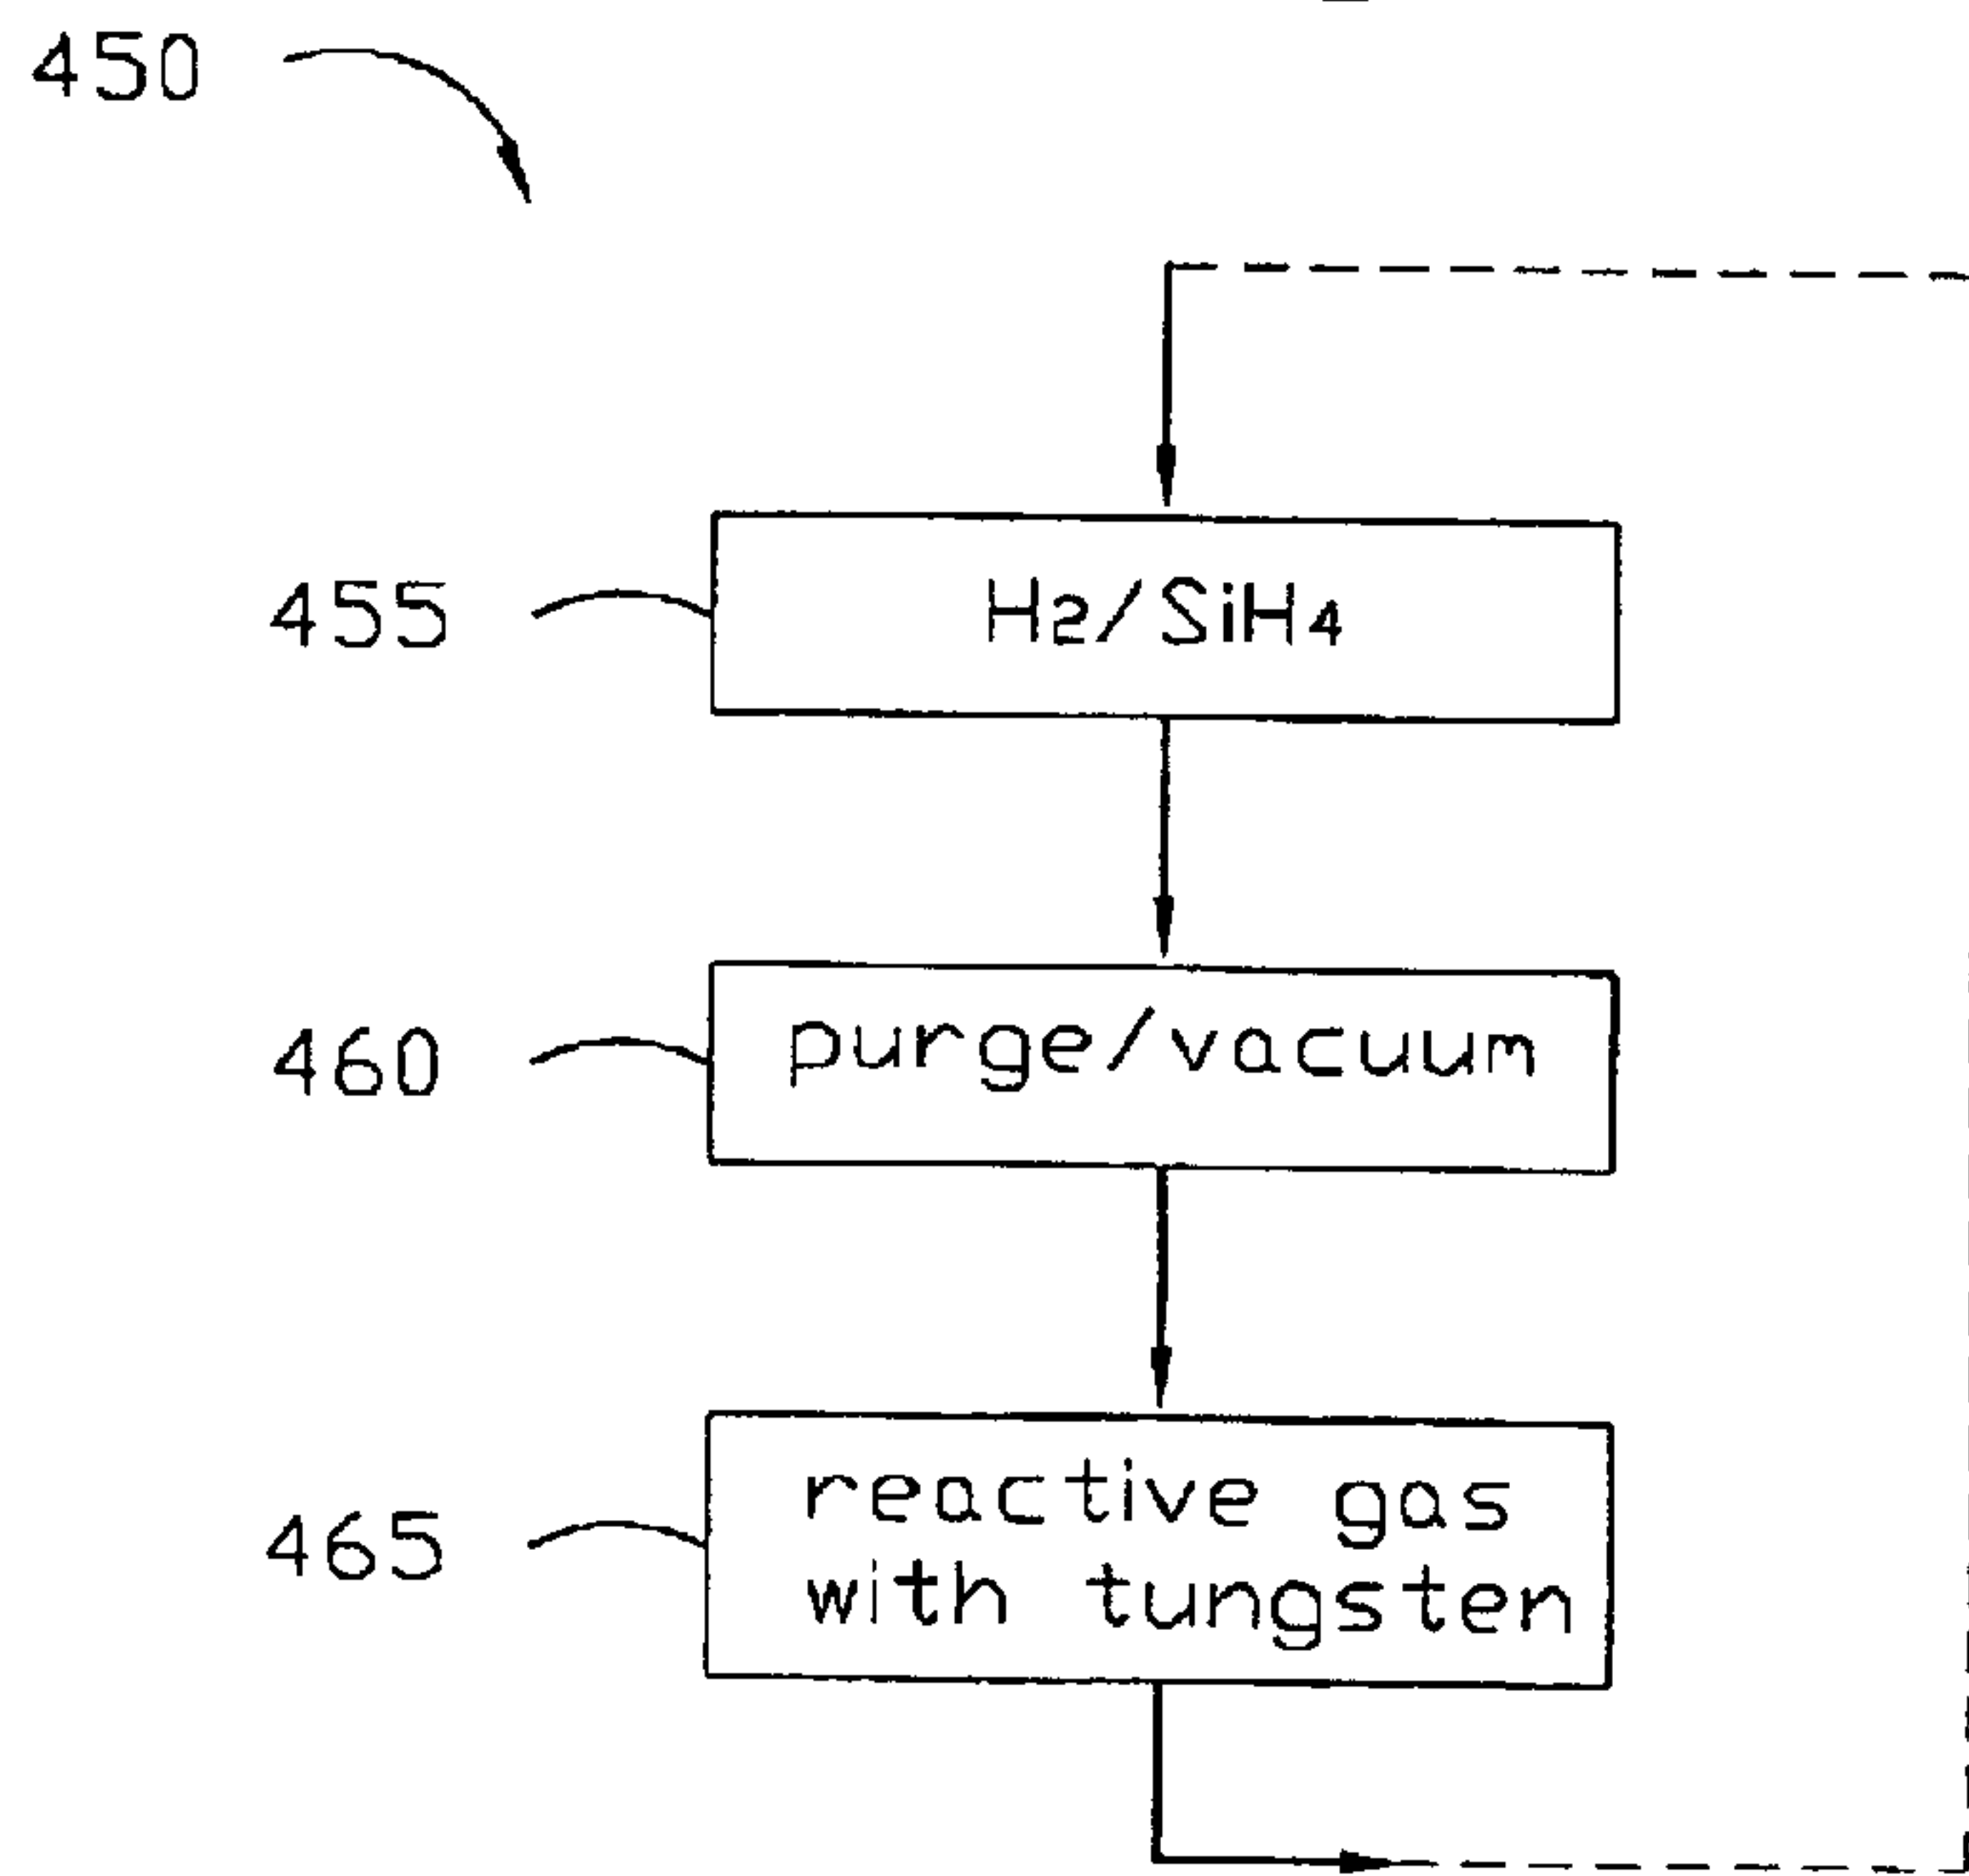 450
455
H2/SiH4
460
purge/vacuum
465
reactive gas
with tungsten